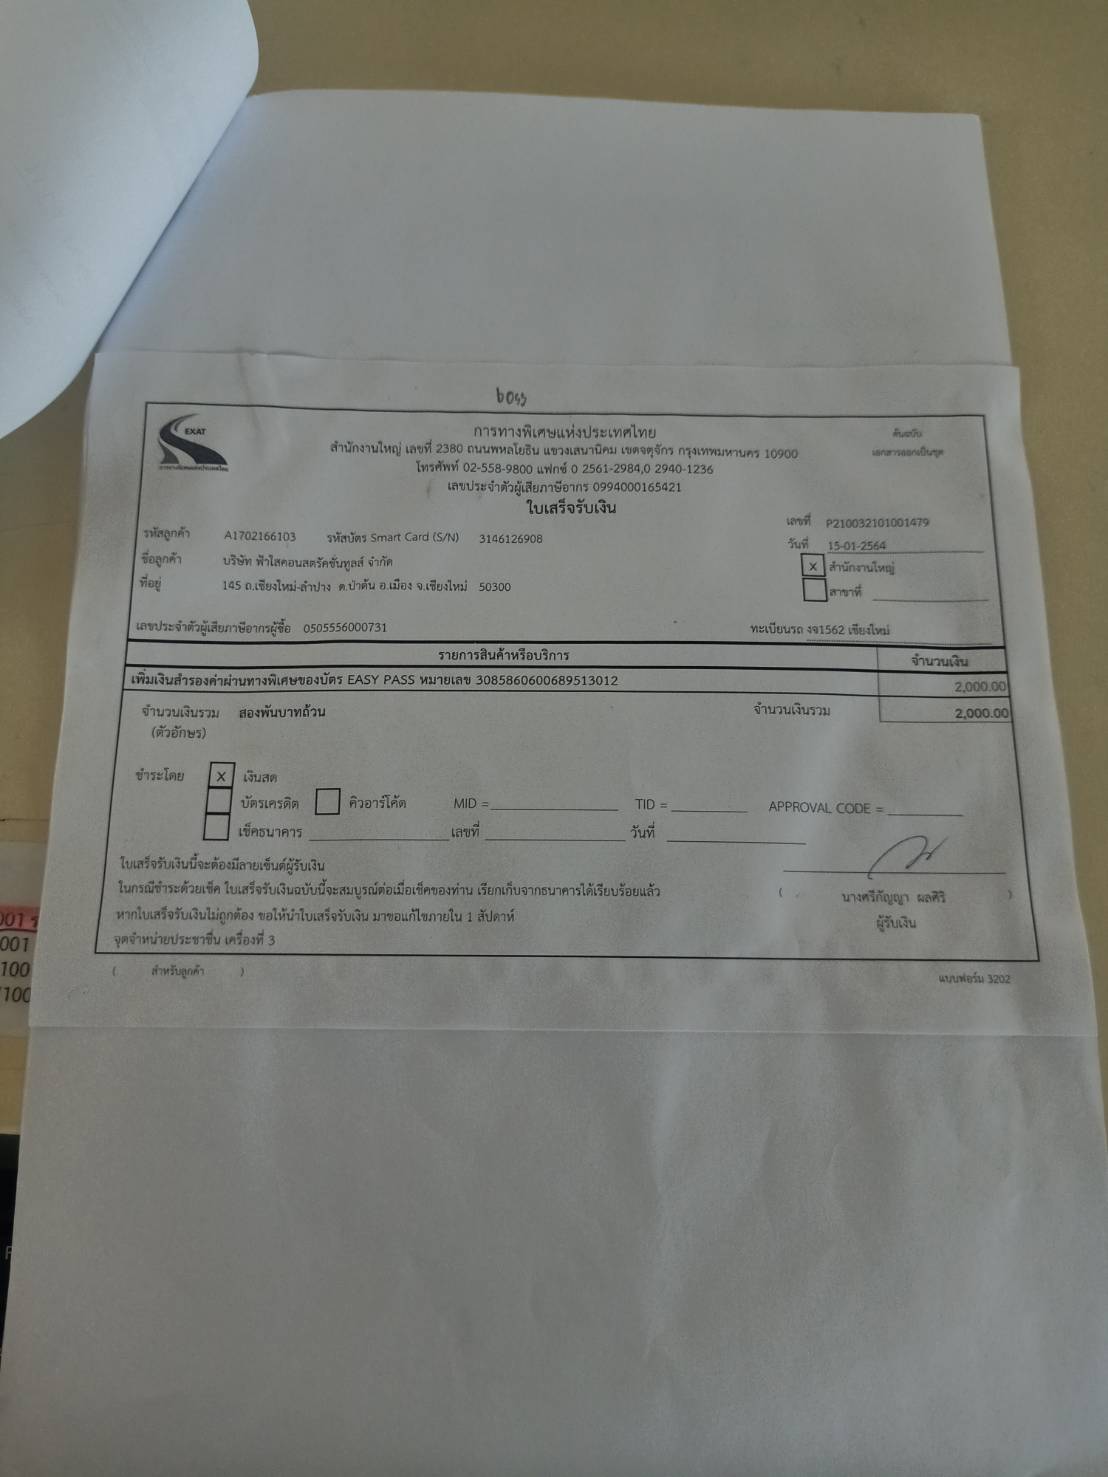 boss
EXAT
การทางพิเศษแห่งประเทศไทย
ต้นฉบับ
สำนักงานใหญ่ เลขที่ 2380 ถนนพหลโยธิน แขวงเสนานิคม เขตจตุจักร กรุงเทพมหานคร 10900
เอกสารออกเป็นชุด
โทรศัพท์ 02-558-9800 แฟกซ์ 0 2561-2984,0 2940-1236
การทางพิเศษแห่งประเทศไทย
เลขประจำตัวผู้เสียภาษีอากร 0994000165421
ใบเสร็จรับเงิน
เลขที่ P210032101001479
รหัสลูกค้า A1702166103 รหัสบัตร Smart Card (S/N) 3146126908
วันที่ 15-01-2564
ชื่อลูกค้า บริษัท ฟ้าใสคอนสตรัคชั่นทูลส์ จำกัด
X สำนักงานใหญ่
ที่อยู่ 145 ถ.เชียงใหม่-ลำปาง ต.ป่าตัน อ.เมือง จ.เชียงใหม่ 50300
สาขาที่
เลขประจำตัวผู้เสียภาษีอากรผู้ซื้อ 0505556000731
ทะเบียนรถ งจ1562 เชียงใหม่
รายการสินค้าหรือบริการ จำนวนเงิน
เพิ่มเงินสำรองค่าผ่านทางพิเศษของบัตร EASY PASS หมายเลข 3085860600689513012 2,000.00
จำนวนเงินรวม สองพันบาทถ้วน จำนวนเงินรวม 2,000.00
(ตัวอักษร)
ชำระโดย X เงินสด
บัตรเครดิต คิวอาร์โค้ด MID = TID = APPROVAL CODE =
เช็คธนาคาร เลขที่ วันที่
ใบเสร็จรับเงินนี้จะต้องมีลายเซ็นต์ผู้รับเงิน
ในกรณีชำระด้วยเช็ค ใบเสร็จรับเงินฉบับนี้จะสมบูรณ์ต่อเมื่อเช็คของท่าน เรียกเก็บจากธนาคารได้เรียบร้อยแล้ว
( นางศรีกัญญา ผลศิริ )
หากใบเสร็จรับเงินไม่ถูกต้อง ขอให้นำใบเสร็จรับเงิน มาขอแก้ไขภายใน 1 สัปดาห์
ผู้รับเงิน
จุดจำหน่ายประชาชื่น เครื่องที่ 3
( สำหรับลูกค้า )
แบบฟอร์ม 3202
001
001
100
100